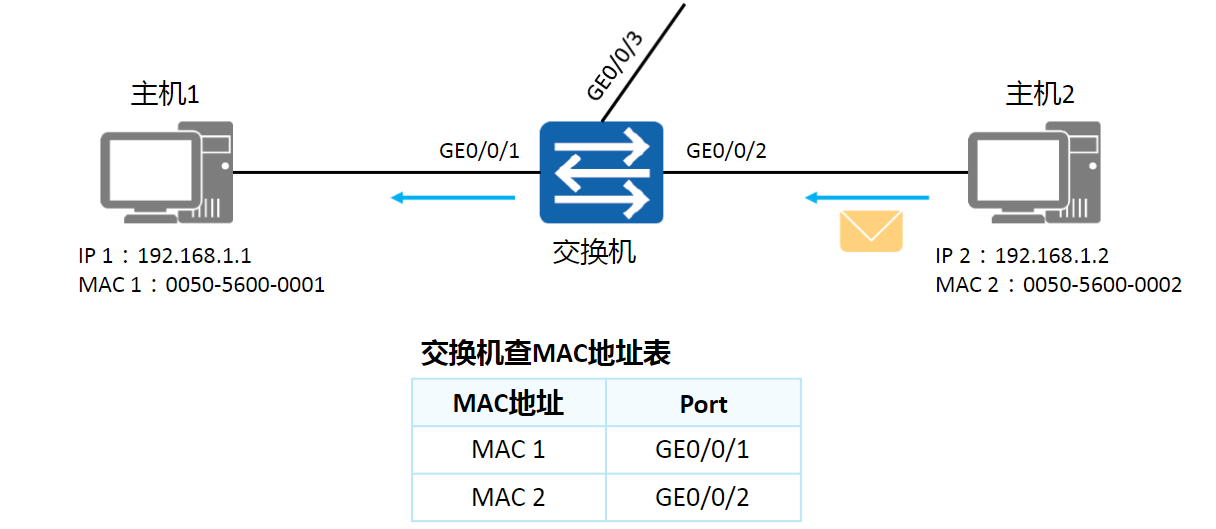 GE0/0/3
主机1
主机2
GE0/0/1
GE0/0/2
交换机
IP 1：192.168.1.1
MAC 1：0050-5600-0001
IP 2：192.168.1.2
MAC 2：0050-5600-0002
交换机查MAC地址表
MAC地址 Port
MAC 1 GE0/0/1
MAC 2 GE0/0/2